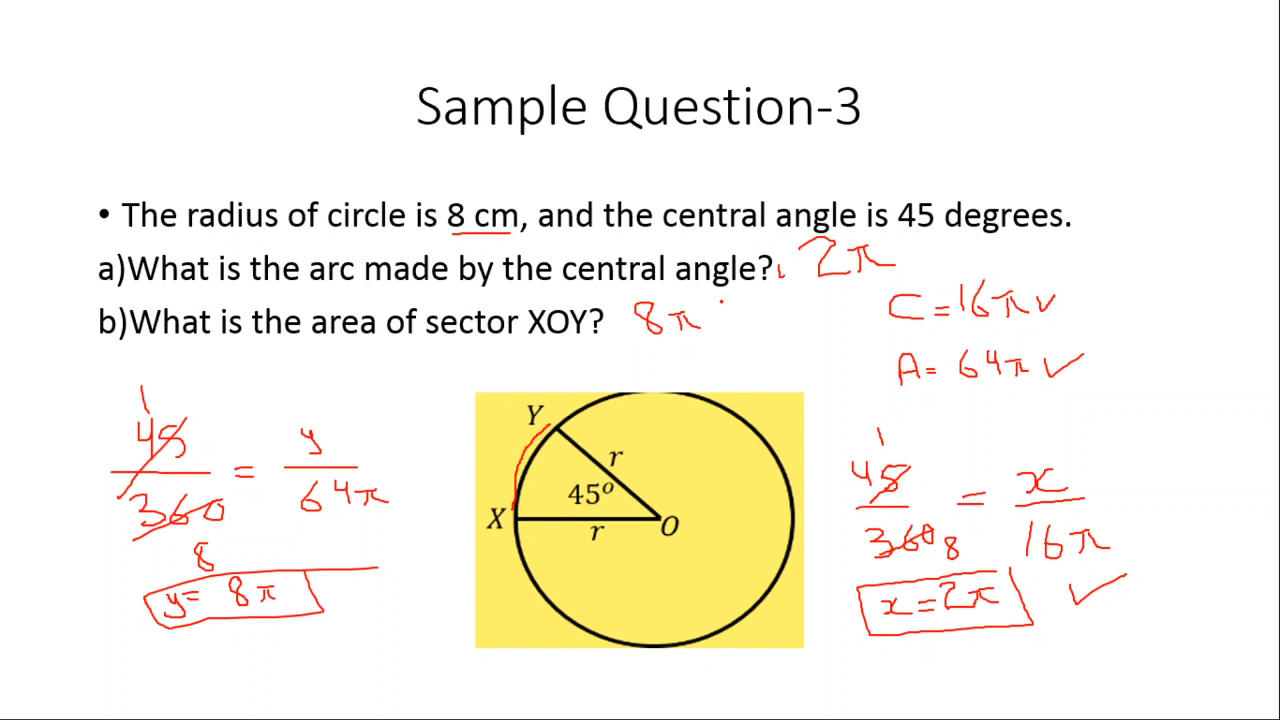 Sample Question-3
• The radius of circle is 8 cm, and the central angle is 45 degrees.
a)What is the arc made by the central angle? 2π
b)What is the area of sector XOY? 8π
C = 16π ✓
A = 64π ✓
1
45/360 = y/64π
8
y = 8π
Y
r
45°
X
r
O
1
45/360 = x/16π
8
x = 2π ✓